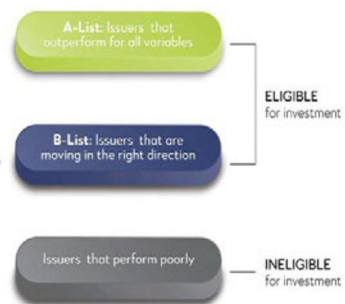 A-List: Issuers that
outperform for all variables
ELIGIBLE
for investment
B-List: Issuers that are
moving in the right direction
Issuers that perform poorly
INELIGIBLE
for investment